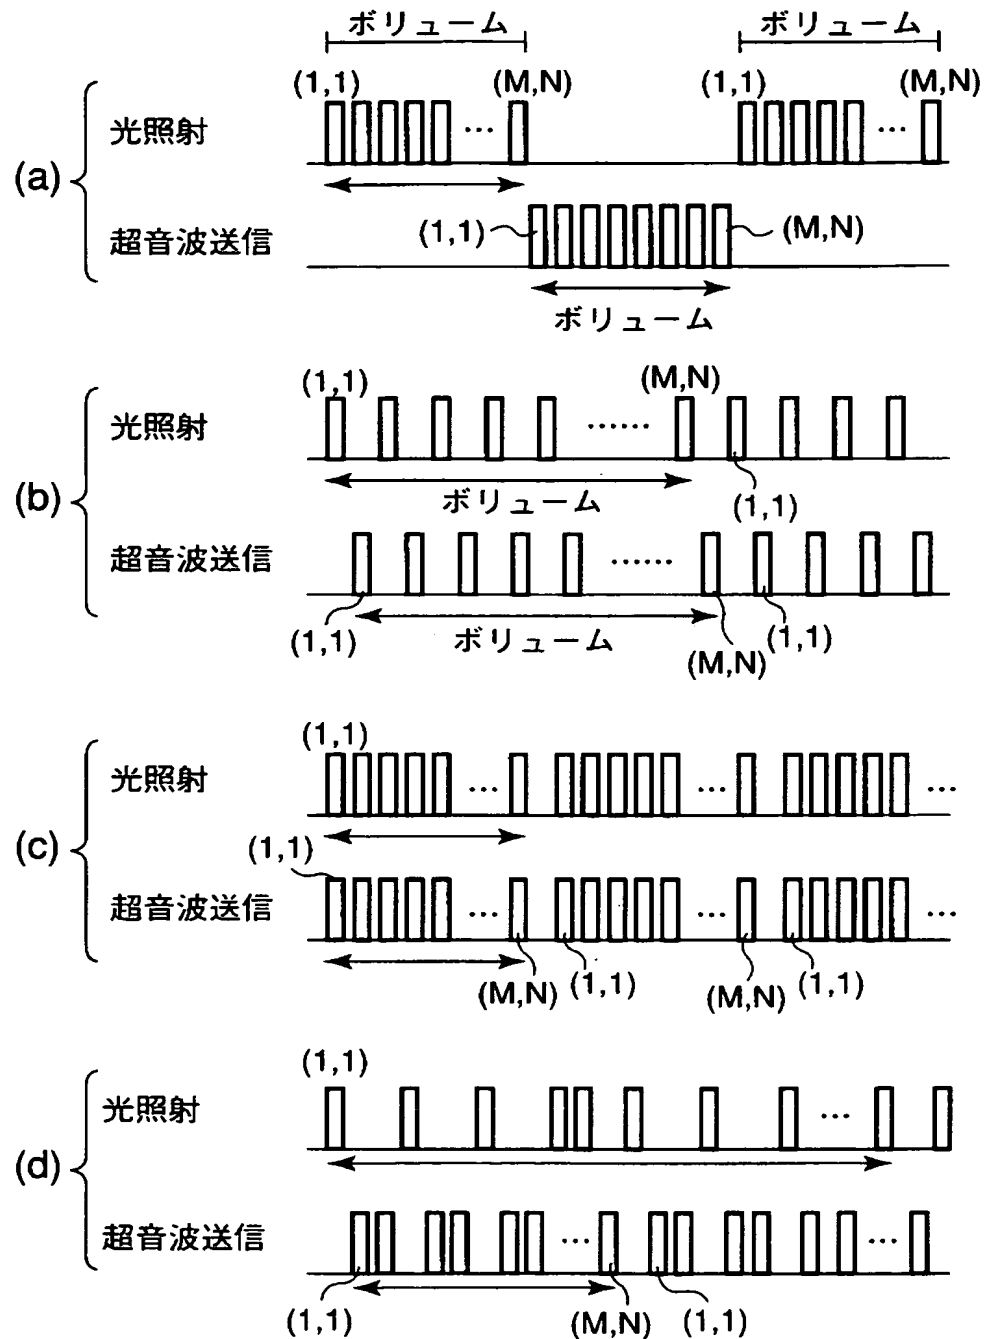 ボリューム ボリューム
(1,1) (M,N) (1,1) (M,N)
光照射 … …
(a)
超音波送信 (1,1) (M,N)
ボリューム
(1,1) (M,N)
光照射 ……
(b) ボリューム (1,1)
超音波送信 ……
(1,1) ボリューム (M,N) (1,1)
(1,1)
光照射 … … …
(c) (1,1)
超音波送信 … … …
(M,N) (1,1) (M,N) (1,1)
(1,1)
光照射 …
(d)
超音波送信 … …
(1,1) (M,N) (1,1)